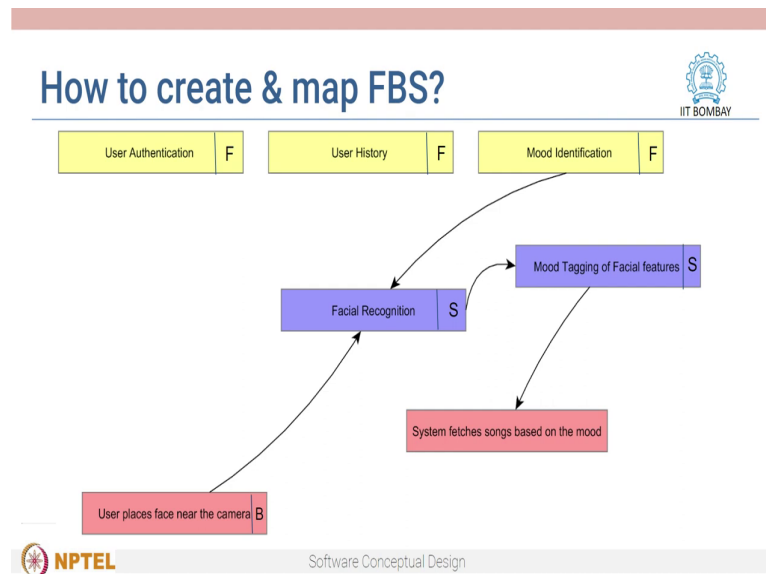 How to create & map FBS?
IIT BOMBAY
User Authentication F
User History F
Mood Identification F
Mood Tagging of Facial features S
Facial Recognition S
System fetches songs based on the mood
User places face near the camera B
NPTEL
Software Conceptual Design